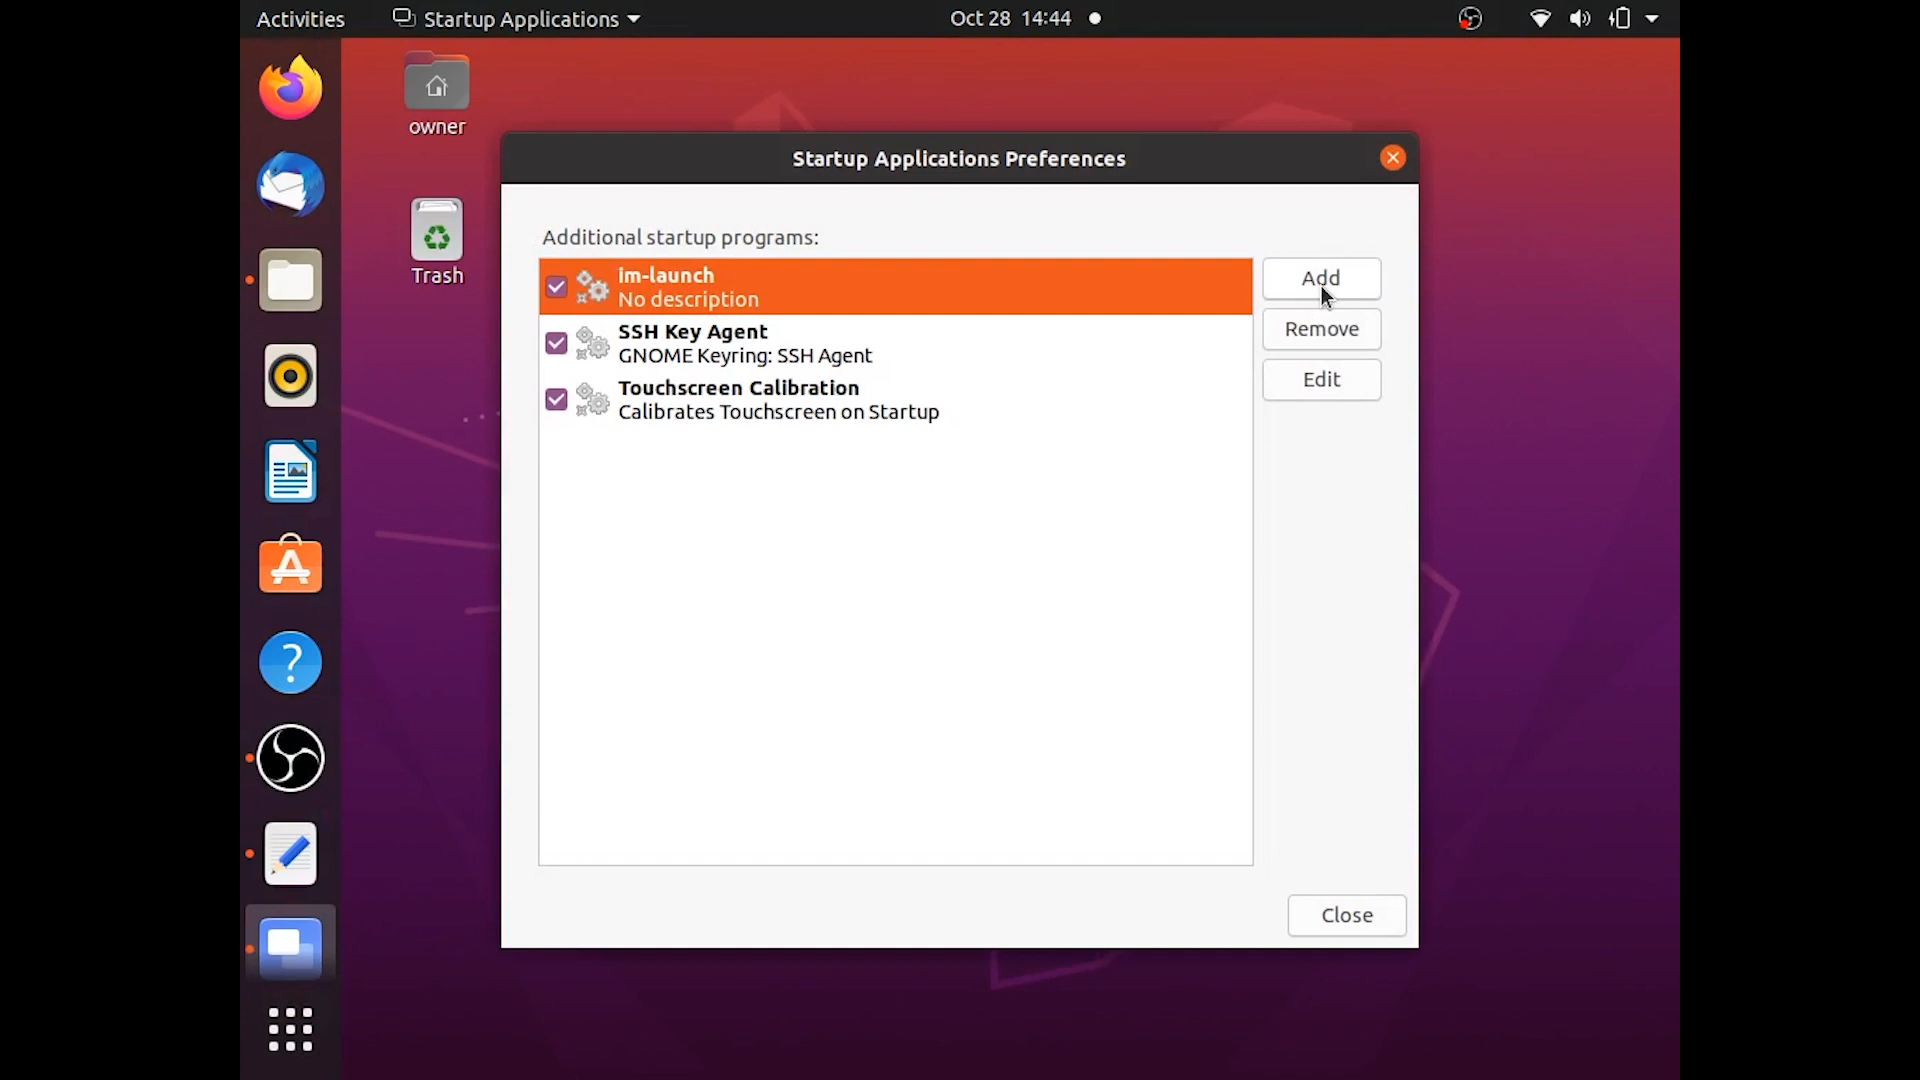 Activities
Startup Applications
Oct 28 14:44
owner
Trash
Startup Applications Preferences
Additional startup programs:
im-launch
No description
SSH Key Agent
GNOME Keyring: SSH Agent
Touchscreen Calibration
Calibrates Touchscreen on Startup
Add
Remove
Edit
Close